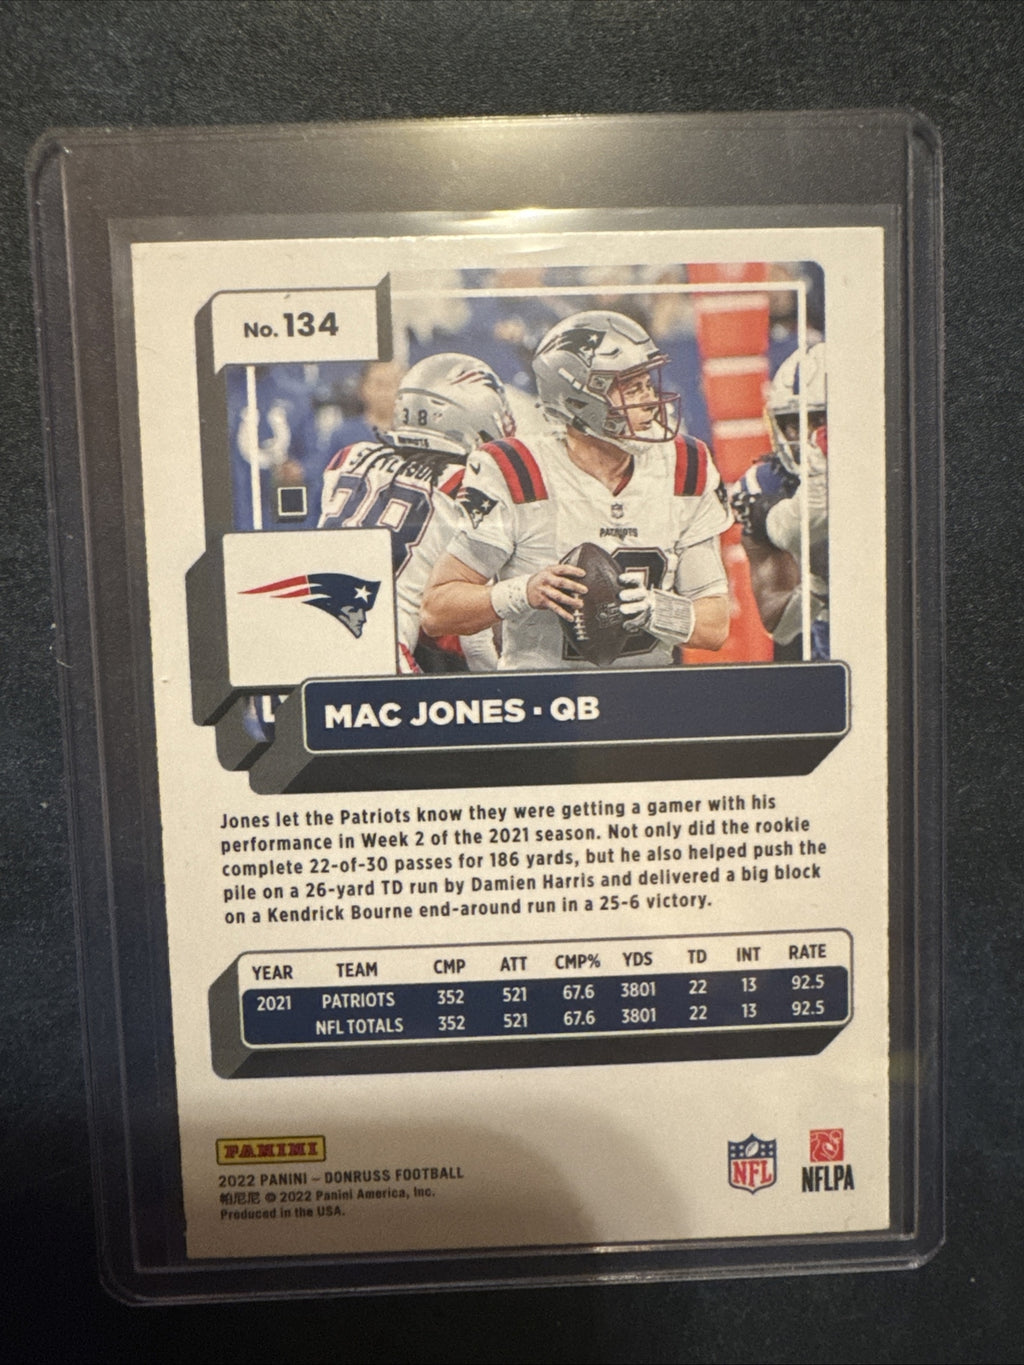 No. 134
38
STEVENSON
38
PATRIOTS
MAC JONES · QB
Jones let the Patriots know they were getting a gamer with his
performance in Week 2 of the 2021 season. Not only did the rookie
complete 22-of-30 passes for 186 yards, but he also helped push the
pile on a 26-yard TD run by Damien Harris and delivered a big block
on a Kendrick Bourne end-around run in a 25-6 victory.
YEAR TEAM CMP ATT CMP% YDS TD INT RATE
2021 PATRIOTS 352 521 67.6 3801 22 13 92.5
NFL TOTALS 352 521 67.6 3801 22 13 92.5
PANINI
2022 PANINI – DONRUSS FOOTBALL
帕尼尼 © 2022 Panini America, Inc.
Produced in the USA.
NFL
NFLPA